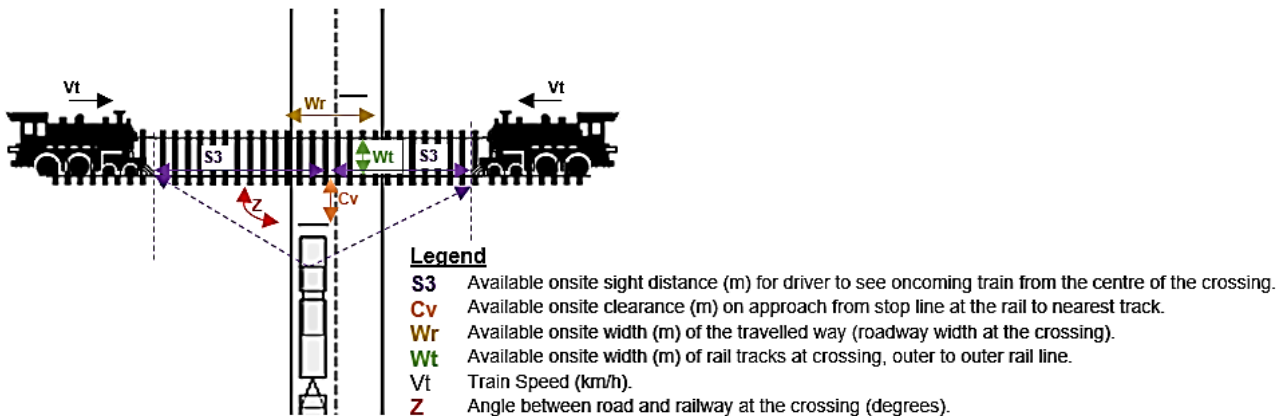 Vt
Vt
Wr
S3
Wt
S3
Z
Cv
Legend
S3 Available onsite sight distance (m) for driver to see oncoming train from the centre of the crossing.
Cv Available onsite clearance (m) on approach from stop line at the rail to nearest track.
Wr Available onsite width (m) of the travelled way (roadway width at the crossing).
Wt Available onsite width (m) of rail tracks at crossing, outer to outer rail line.
Vt Train Speed (km/h).
Z Angle between road and railway at the crossing (degrees).